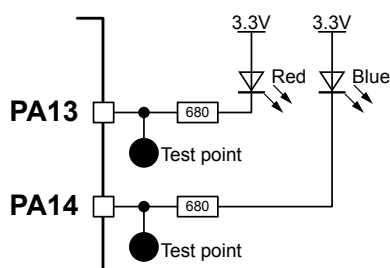 3.3V 3.3V
Red Blue
PA13 680
Test point
PA14 680
Test point